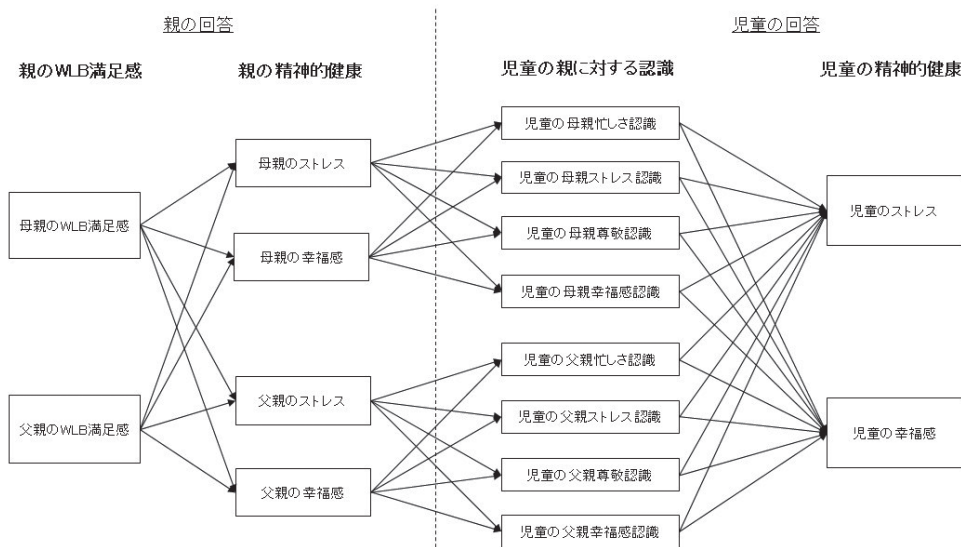 親の回答
児童の回答
親のWLB満足感
親の精神的健康
児童の親に対する認識
児童の精神的健康
母親のWLB満足感
父親のWLB満足感
母親のストレス
母親の幸福感
父親のストレス
父親の幸福感
児童の母親忙しさ認識
児童の母親ストレス認識
児童の母親尊敬認識
児童の母親幸福感認識
児童の父親忙しさ認識
児童の父親ストレス認識
児童の父親尊敬認識
児童の父親幸福感認識
児童のストレス
児童の幸福感